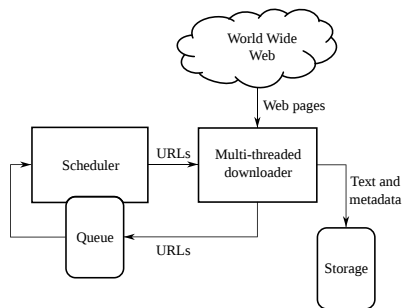 World Wide
Web
Web pages
Scheduler
URLs
Multi-threaded
downloader
Text and
metadata
Queue
URLs
Storage